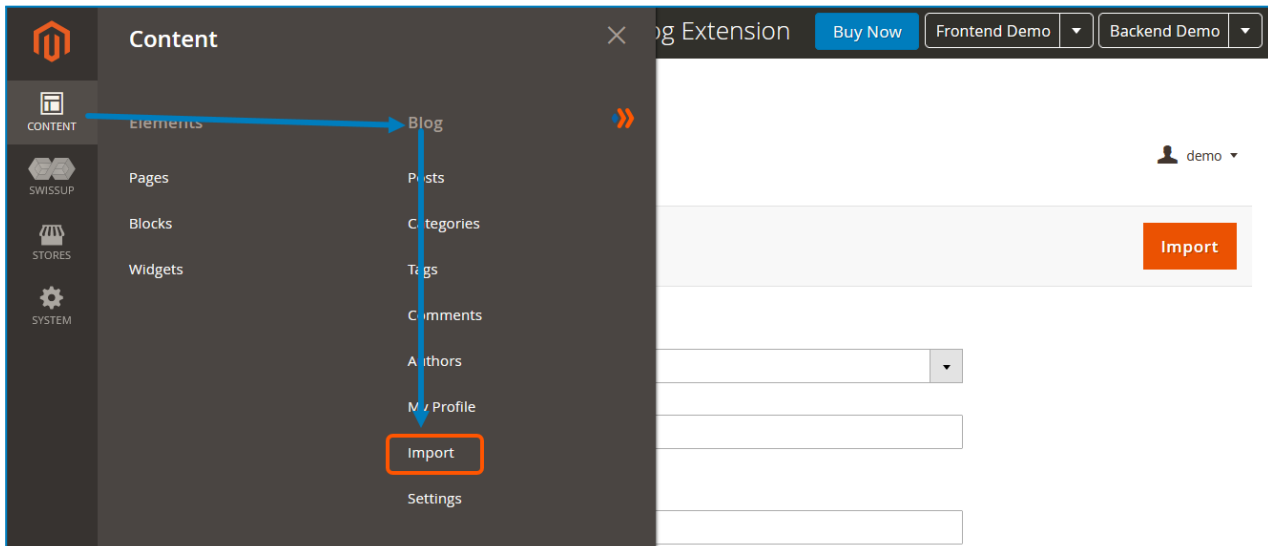 Content
og Extension
Buy Now
Frontend Demo
Backend Demo
CONTENT
Elements
Blog
demo
SWISSUP
Pages
Posts
Blocks
Categories
Import
STORES
Widgets
Tags
SYSTEM
Comments
Authors
My Profile
Import
Settings